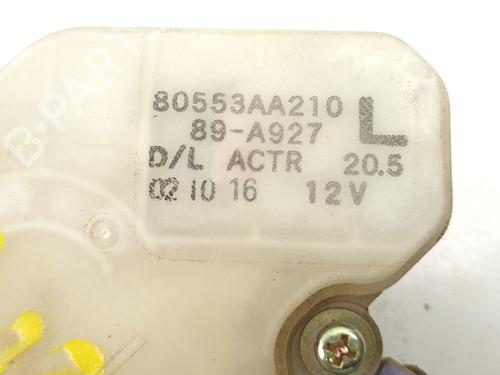 80553AA210
89-A927
L
D/L ACTR 20.5
02 10 16 12V
B-PARTS